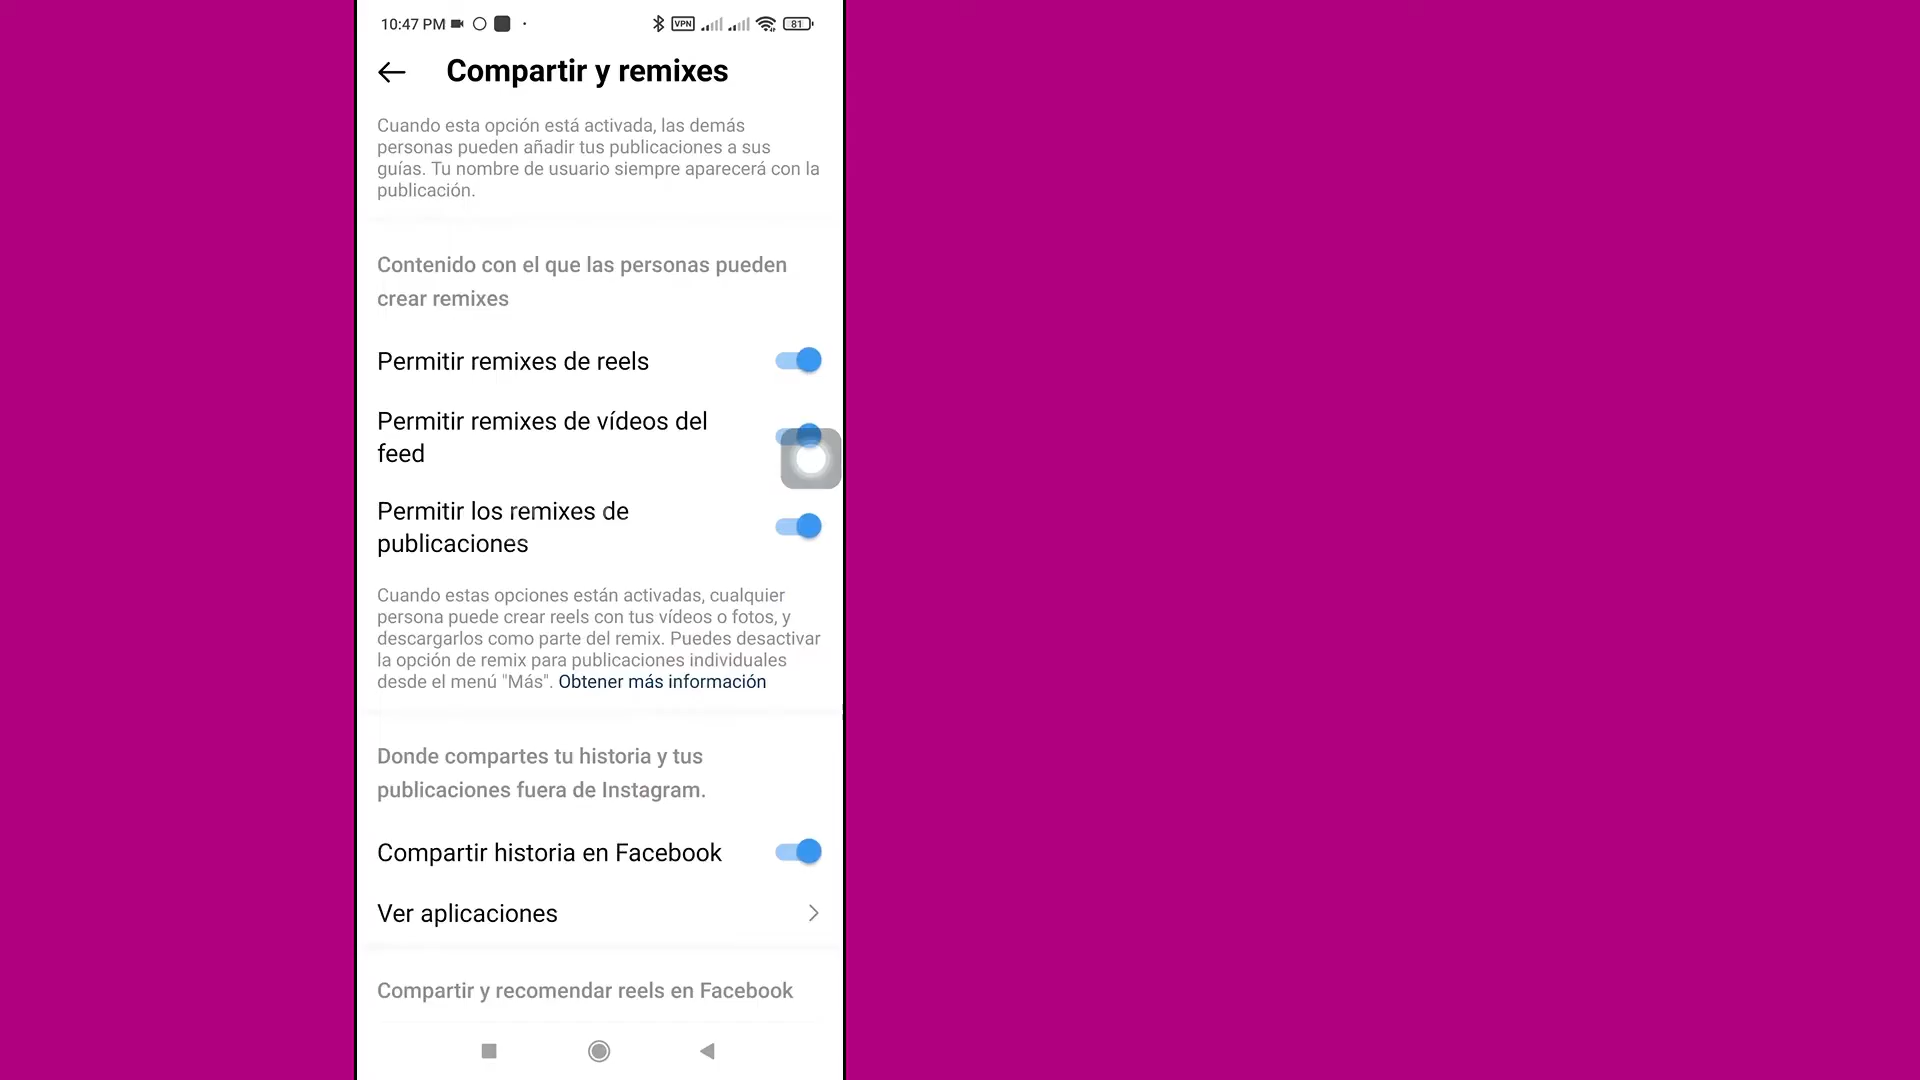 10:47 PM VPN 81
Compartir y remixes
Cuando esta opción está activada, las demás
personas pueden añadir tus publicaciones a sus
guías. Tu nombre de usuario siempre aparecerá con la
publicación.
Contenido con el que las personas pueden
crear remixes
Permitir remixes de reels
Permitir remixes de vídeos del
feed
Permitir los remixes de
publicaciones
Cuando estas opciones están activadas, cualquier
persona puede crear reels con tus vídeos o fotos, y
descargarlos como parte del remix. Puedes desactivar
la opción de remix para publicaciones individuales
desde el menú "Más". Obtener más información
Donde compartes tu historia y tus
publicaciones fuera de Instagram.
Compartir historia en Facebook
Ver aplicaciones
Compartir y recomendar reels en Facebook